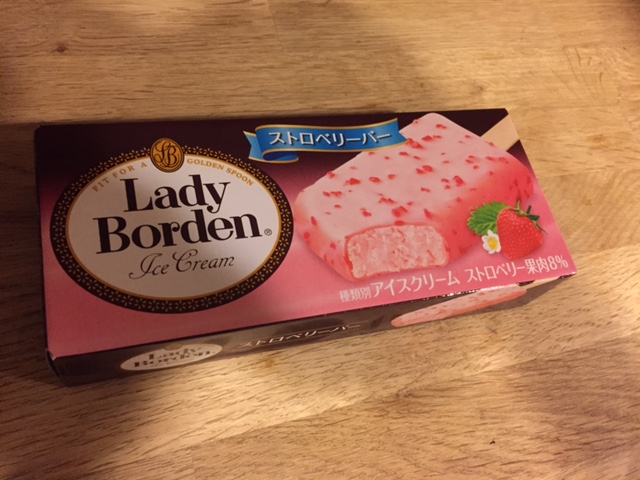 ストロベリーバー
LB
FIT FOR A GOLDEN SPOON
Lady
Borden®
Ice Cream
種類別アイスクリーム ストロベリー果肉8%
Lady
Borden
ストロベリーバー